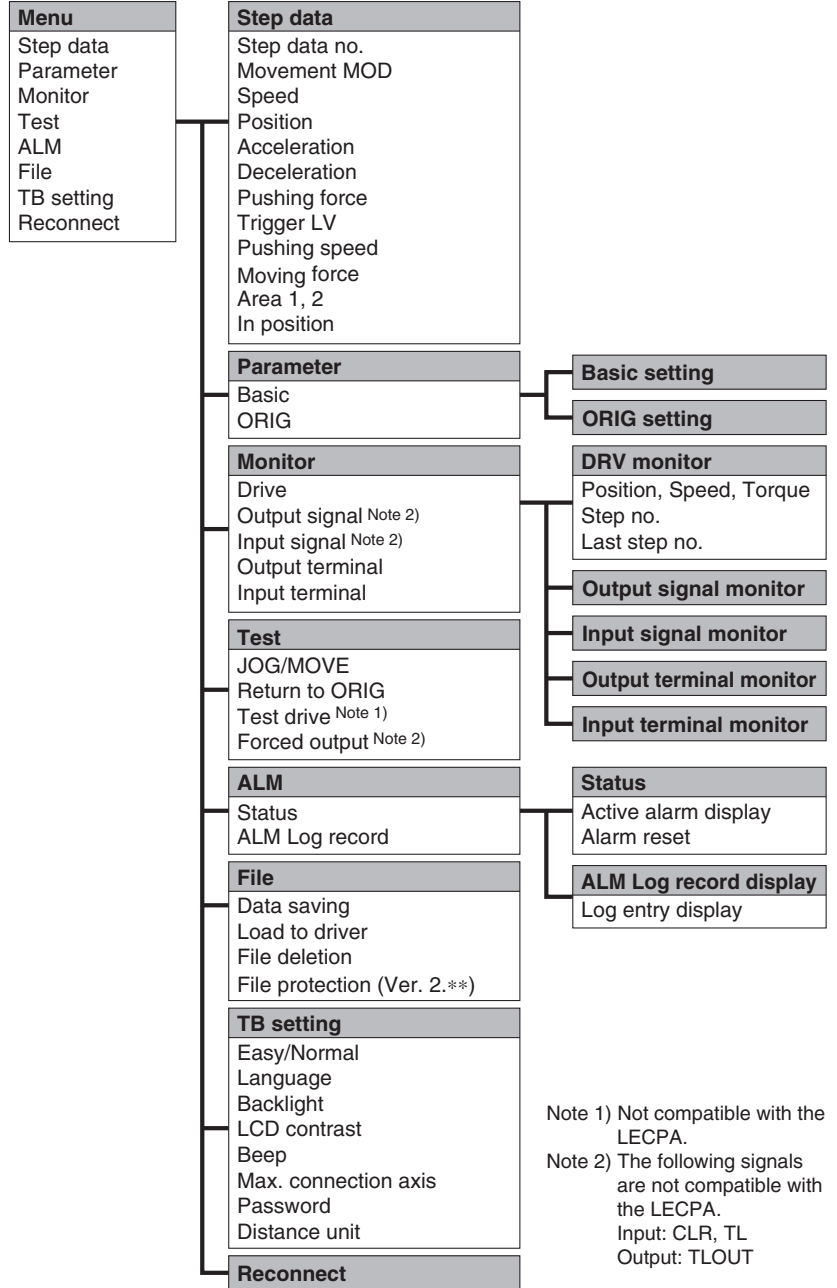 Menu
Step data
Parameter
Monitor
Test
ALM
File
TB setting
Reconnect
Step data
Step data no.
Movement MOD
Speed
Position
Acceleration
Deceleration
Pushing force
Trigger LV
Pushing speed
Moving force
Area 1, 2
In position
Parameter
Basic
ORIG
Basic setting
ORIG setting
Monitor
Drive
Output signal Note 2)
Input signal Note 2)
Output terminal
Input terminal
DRV monitor
Position, Speed, Torque
Step no.
Last step no.
Output signal monitor
Input signal monitor
Output terminal monitor
Input terminal monitor
Test
JOG/MOVE
Return to ORIG
Test drive Note 1)
Forced output Note 2)
ALM
Status
ALM Log record
Status
Active alarm display
Alarm reset
ALM Log record display
Log entry display
File
Data saving
Load to driver
File deletion
File protection (Ver. 2.**)
TB setting
Easy/Normal
Language
Backlight
LCD contrast
Beep
Max. connection axis
Password
Distance unit
Reconnect
Note 1) Not compatible with the
LECPA.
Note 2) The following signals
are not compatible with
the LECPA.
Input: CLR, TL
Output: TLOUT